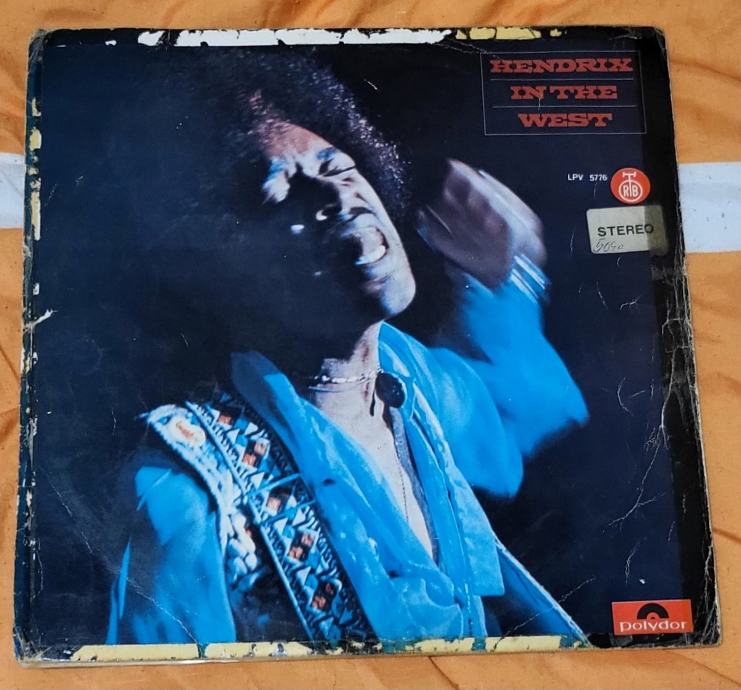 HENDRIX
IN THE
WEST
LPV 5776
RTB
STEREO
polydor